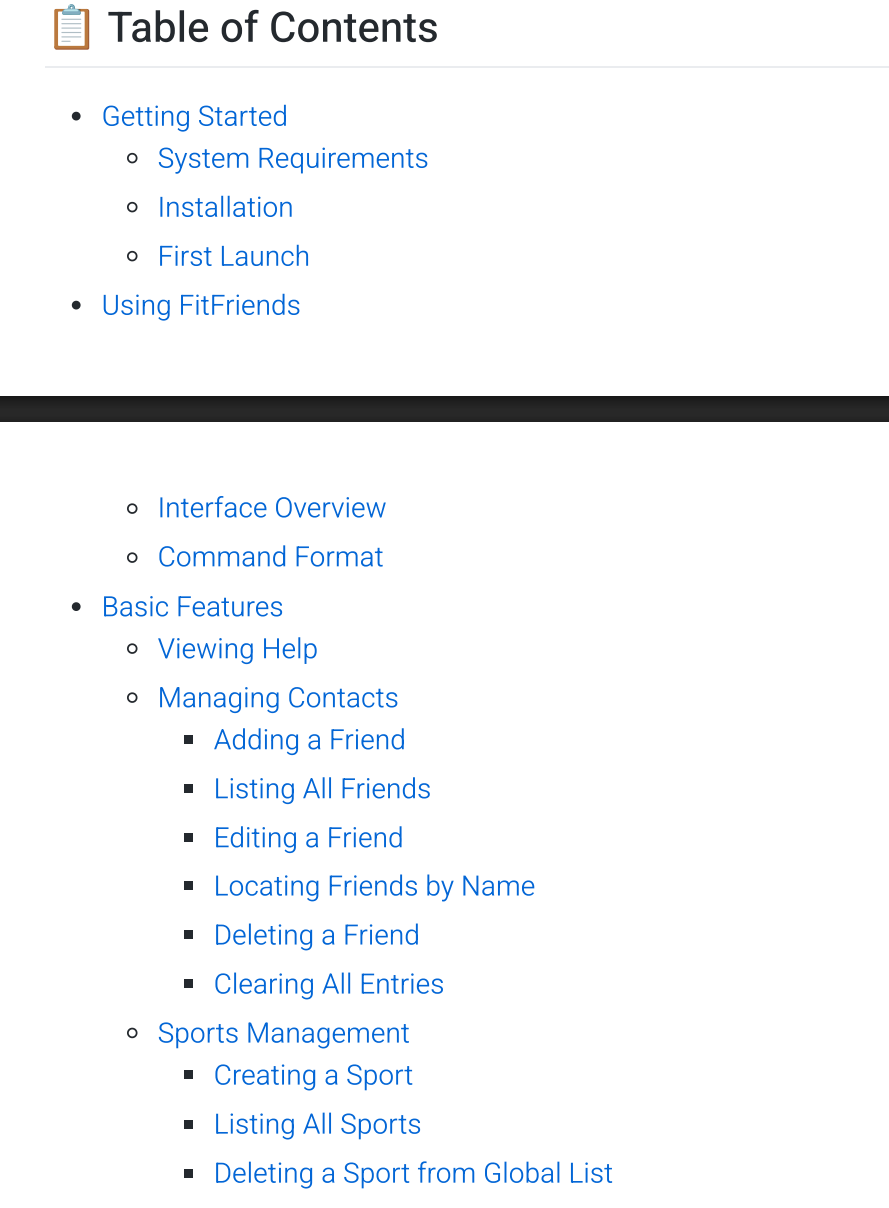 Table of Contents
Getting Started
System Requirements
Installation
First Launch
Using FitFriends
Interface Overview
Command Format
Basic Features
Viewing Help
Managing Contacts
Adding a Friend
Listing All Friends
Editing a Friend
Locating Friends by Name
Deleting a Friend
Clearing All Entries
Sports Management
Creating a Sport
Listing All Sports
Deleting a Sport from Global List